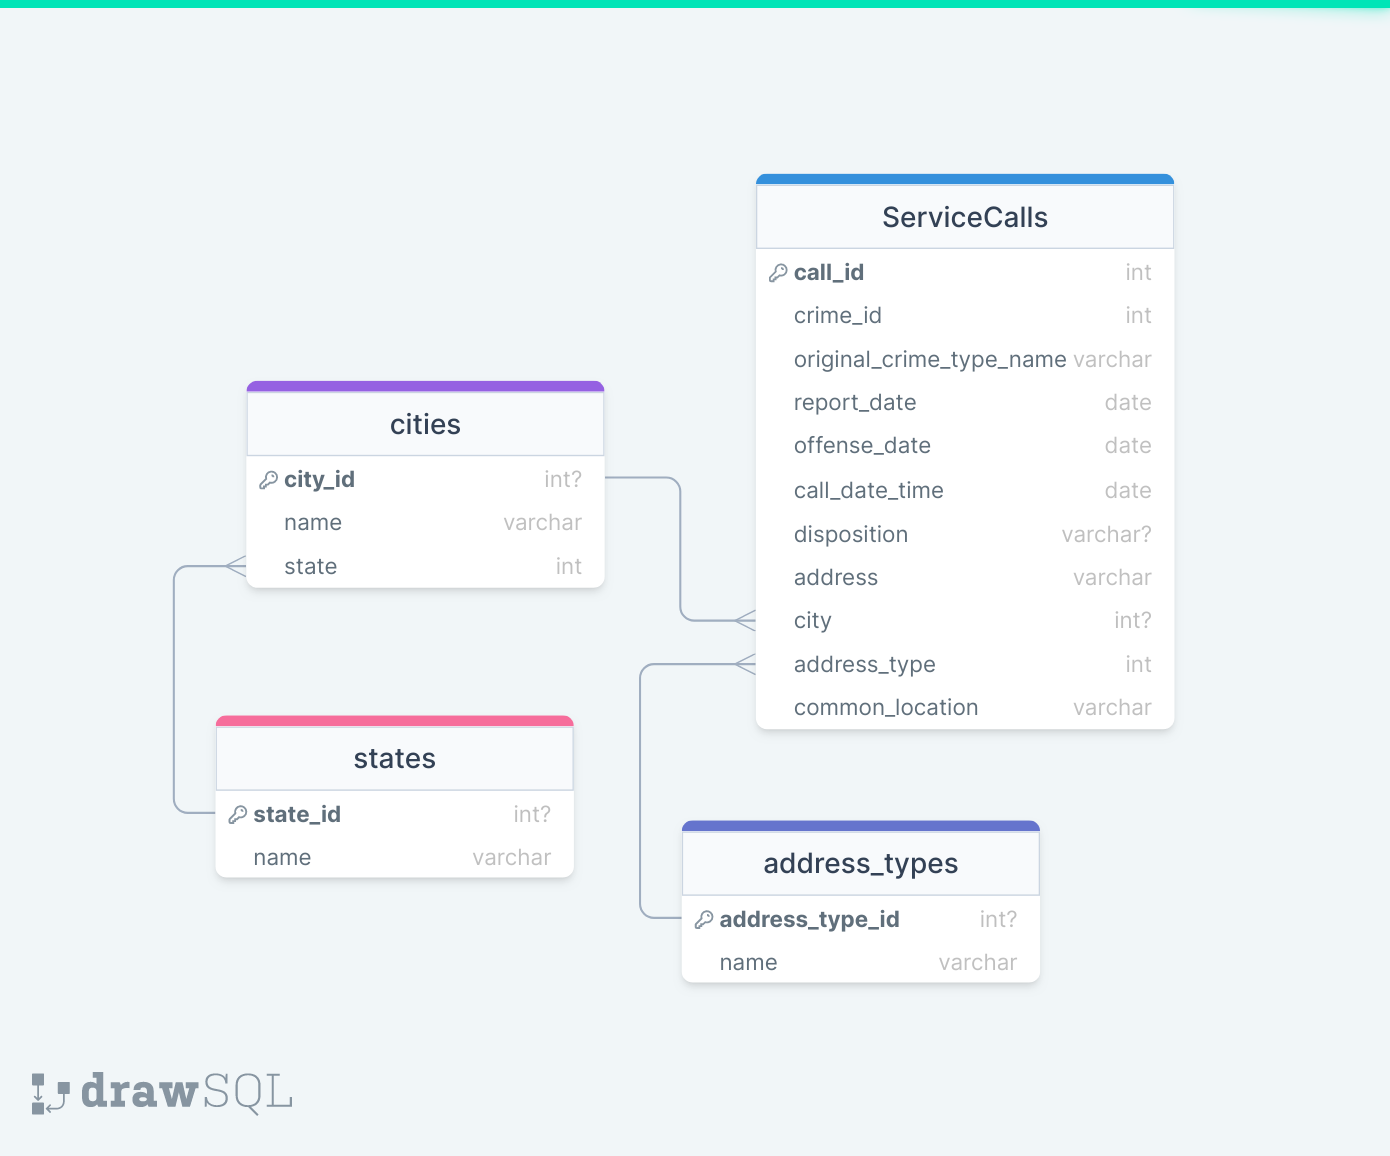 ServiceCalls
call_id int
crime_id int
original_crime_type_name varchar
report_date date
offense_date date
call_date_time date
disposition varchar?
address varchar
city int?
address_type int
common_location varchar
cities
city_id int?
name varchar
state int
states
state_id int?
name varchar
address_types
address_type_id int?
name varchar
drawSQL